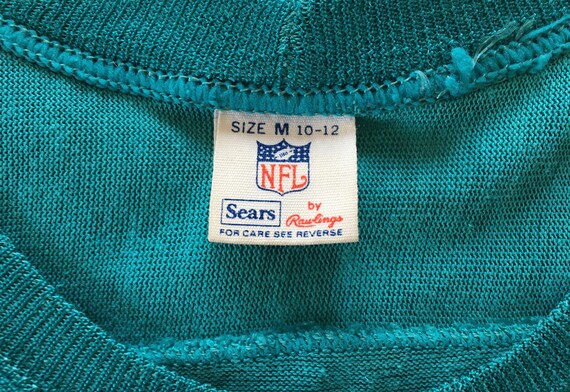 SIZE M 10-12
NFL
Sears by Rawlings
FOR CARE SEE REVERSE